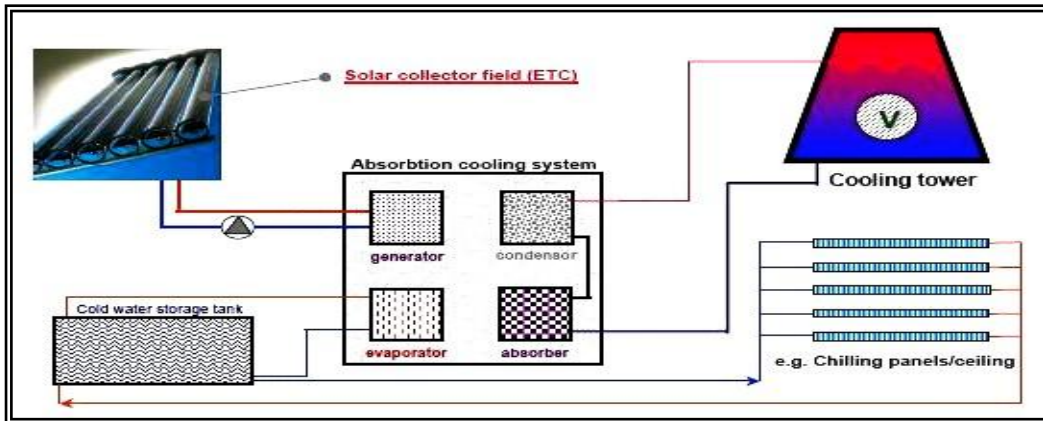 Solar collector field (ETC)
V
Absorbtion cooling system
Cooling tower
generator
condensor
Cold water storage tank
evaporator
absorber
e.g. Chilling panels/ceiling